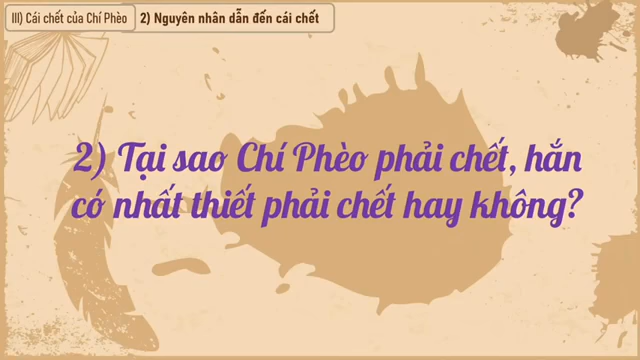 III) Cái chết của Chí Phèo
2) Nguyên nhân dẫn đến cái chết
2) Tại sao Chí Phèo phải chết, hắn
có nhất thiết phải chết hay không?